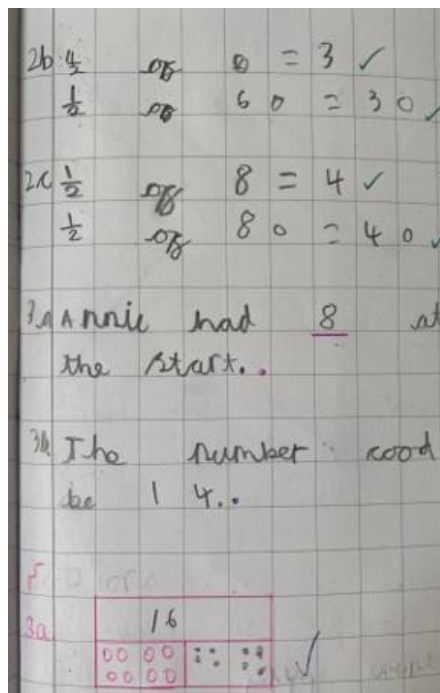 2b ½ of 6 = 3 ✓
½ of 60 = 30 ✓
2c ½ of 8 = 4 ✓
½ of 80 = 40 ✓
3a Annie had 8 at
the start..
3b The number cood
be 14..
3a
16